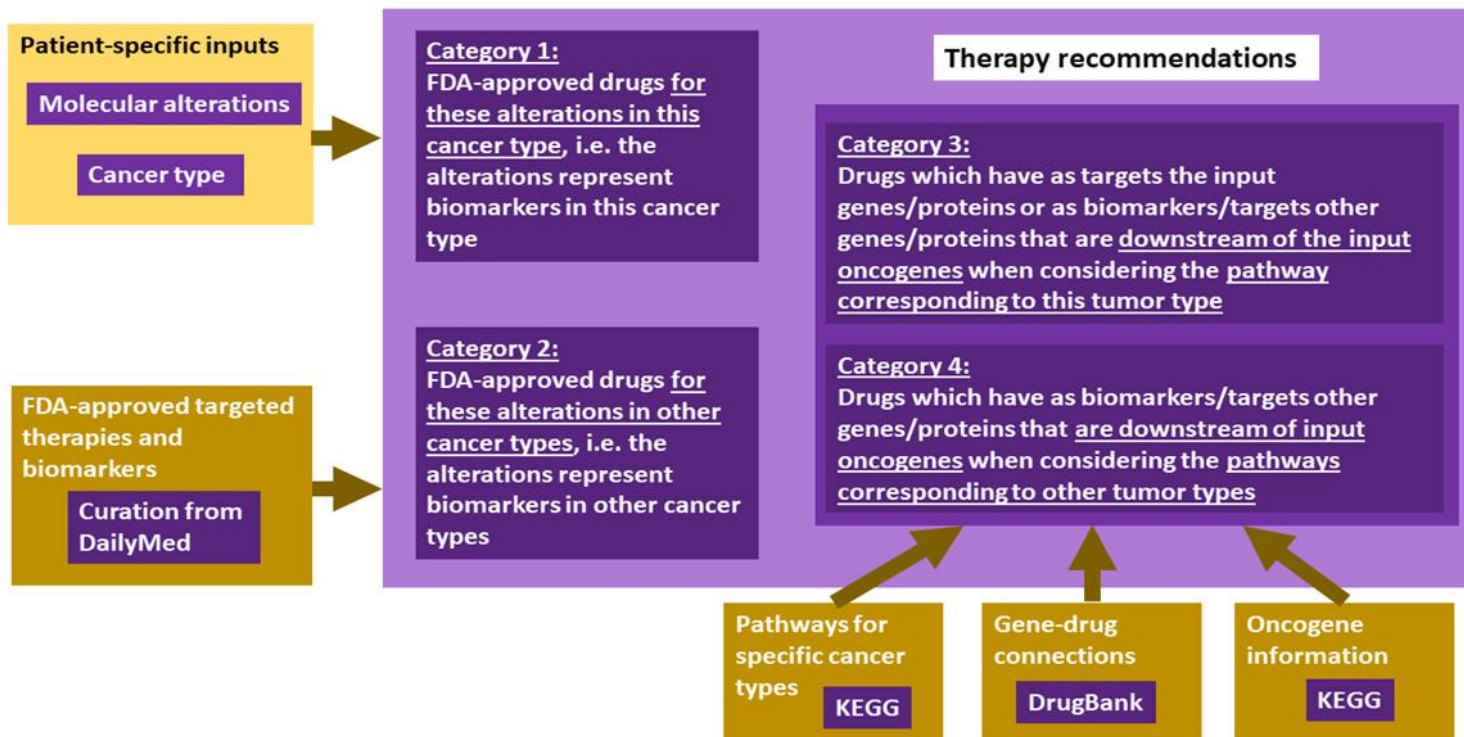 Patient-specific inputs
Molecular alterations
Cancer type
FDA-approved targeted
therapies and
biomarkers
Curation from
DailyMed
Category 1:
FDA-approved drugs for
these alterations in this
cancer type, i.e. the
alterations represent
biomarkers in this cancer
type
Category 2:
FDA-approved drugs for
these alterations in other
cancer types, i.e. the
alterations represent
biomarkers in other cancer
types
Therapy recommendations
Category 3:
Drugs which have as targets the input
genes/proteins or as biomarkers/targets other
genes/proteins that are downstream of the input
oncogenes when considering the pathway
corresponding to this tumor type
Category 4:
Drugs which have as biomarkers/targets other
genes/proteins that are downstream of input
oncogenes when considering the pathways
corresponding to other tumor types
Pathways for
specific cancer
types
KEGG
Gene-drug
connections
DrugBank
Oncogene
information
KEGG